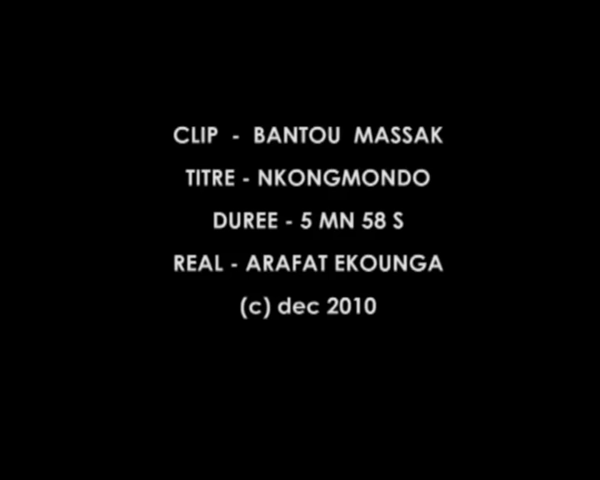 CLIP - BANTOU MASSAK
TITRE - NKONGMONDO
DUREE - 5 MN 58 S
REAL - ARAFAT EKOUNGA
(c) dec 2010